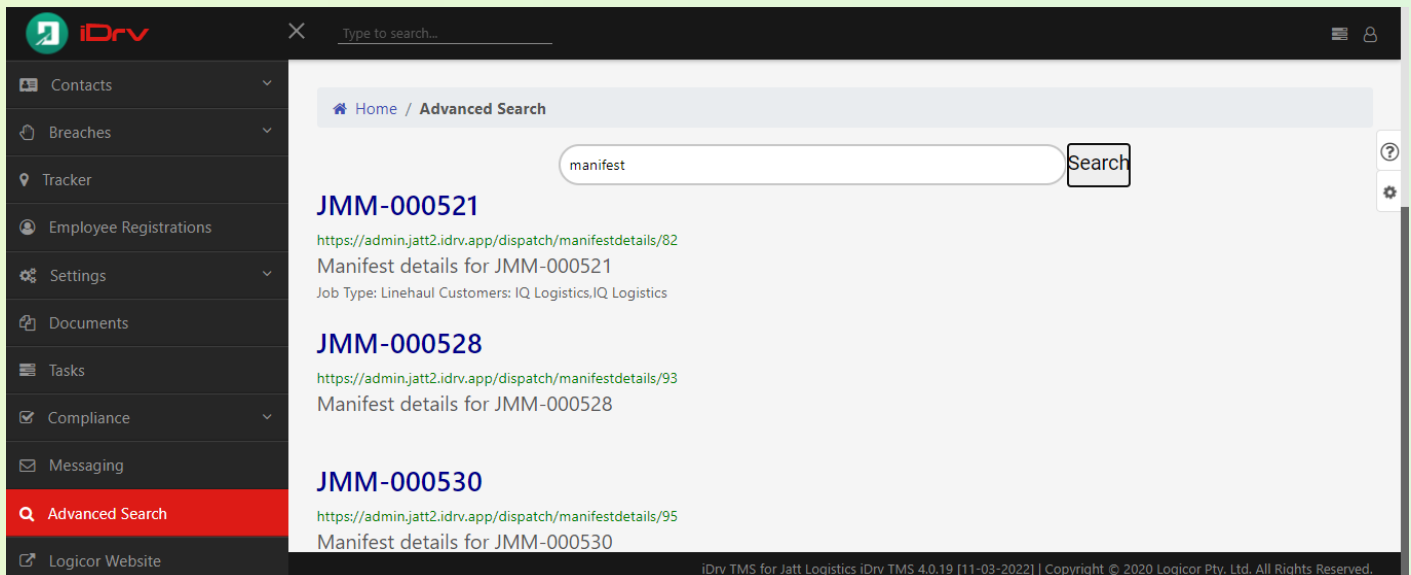 iDrv
Type to search...
Contacts
Breaches
Tracker
Employee Registrations
Settings
Documents
Tasks
Compliance
Messaging
Advanced Search
Logicor Website
Home / Advanced Search
manifest
Search
JMM-000521
https://admin.jatt2.idrv.app/dispatch/manifestdetails/82
Manifest details for JMM-000521
Job Type: Linehaul Customers: IQ Logistics,IQ Logistics
JMM-000528
https://admin.jatt2.idrv.app/dispatch/manifestdetails/93
Manifest details for JMM-000528
JMM-000530
https://admin.jatt2.idrv.app/dispatch/manifestdetails/95
Manifest details for JMM-000530
iDrv TMS for Jatt Logistics iDrv TMS 4.0.19 [11-03-2022] | Copyright © 2020 Logicor Pty. Ltd. All Rights Reserved.